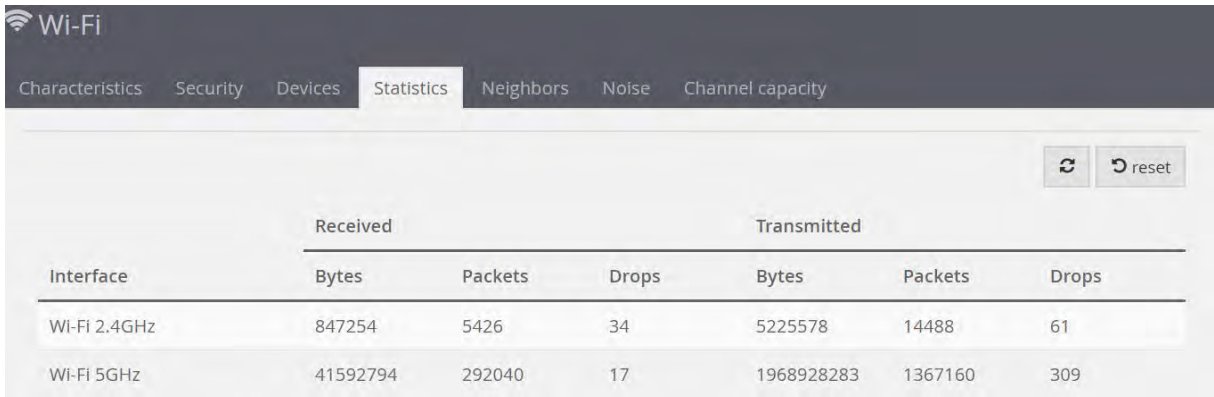 Wi-Fi
Characteristics Security Devices Statistics Neighbors Noise Channel capacity
reset
Received Transmitted
Interface Bytes Packets Drops Bytes Packets Drops
Wi-Fi 2.4GHz 847254 5426 34 5225578 14488 61
Wi-Fi 5GHz 41592794 292040 17 1968928283 1367160 309